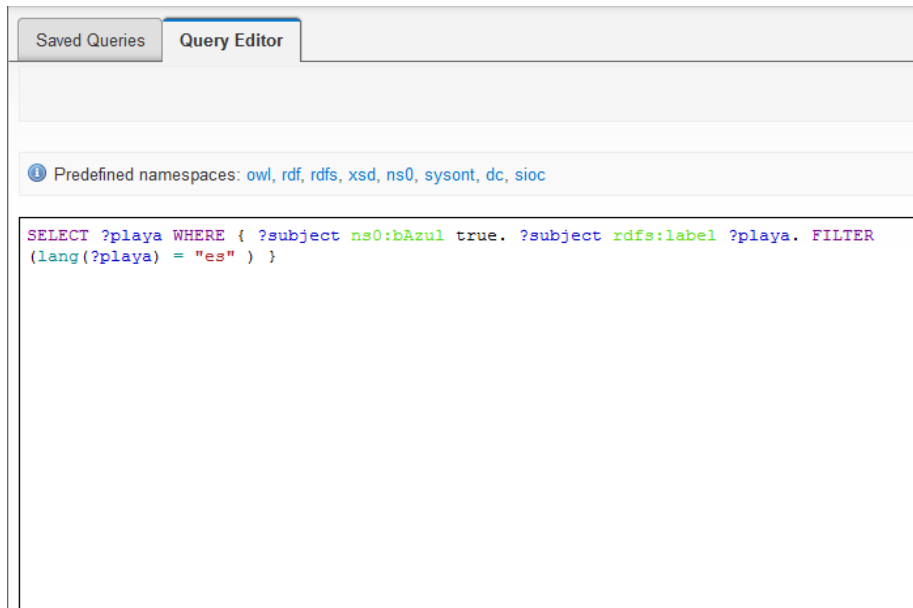 Saved Queries Query Editor
Predefined namespaces: owl, rdf, rdfs, xsd, ns0, sysont, dc, sioc
SELECT ?playa WHERE { ?subject ns0:bAzul true. ?subject rdfs:label ?playa. FILTER
(lang(?playa) = "es" ) }